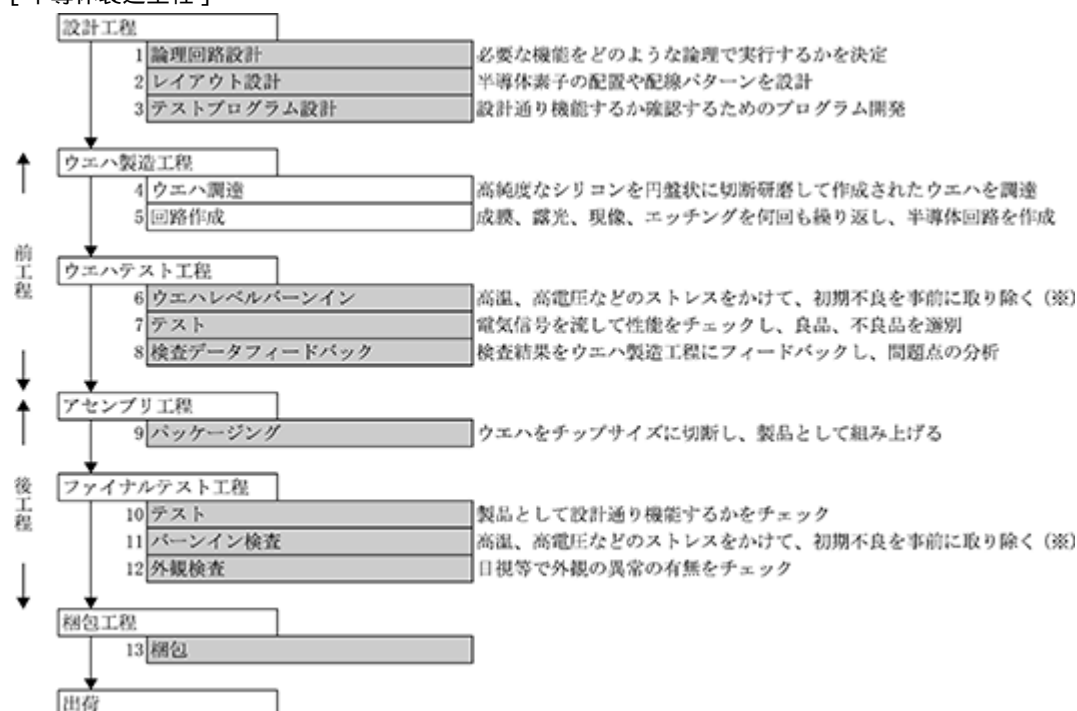 [ 半導体製造工程 ]
設計工程
1 論理回路設計 必要な機能をどのような論理で実行するかを決定
2 レイアウト設計 半導体素子の配置や配線パターンを設計
3 テストプログラム設計 設計通り機能するか確認するためのプログラム開発
ウエハ製造工程
4 ウエハ調達 高純度なシリコンを円盤状に切断研磨して作成されたウエハを調達
5 回路作成 成膜、露光、現像、エッチングを何回も繰り返し、半導体回路を作成
前工程
ウエハテスト工程
6 ウエハレベルバーンイン 高温、高電圧などのストレスをかけて、初期不良を事前に取り除く(※)
7 テスト 電気信号を流して性能をチェックし、良品、不良品を選別
8 検査データフィードバック 検査結果をウエハ製造工程にフィードバックし、問題点の分析
アセンブリ工程
9 パッケージング ウエハをチップサイズに切断し、製品として組み上げる
後工程
ファイナルテスト工程
10 テスト 製品として設計通り機能するかをチェック
11 バーンイン検査 高温、高電圧などのストレスをかけて、初期不良を事前に取り除く(※)
12 外観検査 目視等で外観の異常の有無をチェック
梱包工程
13 梱包
出荷